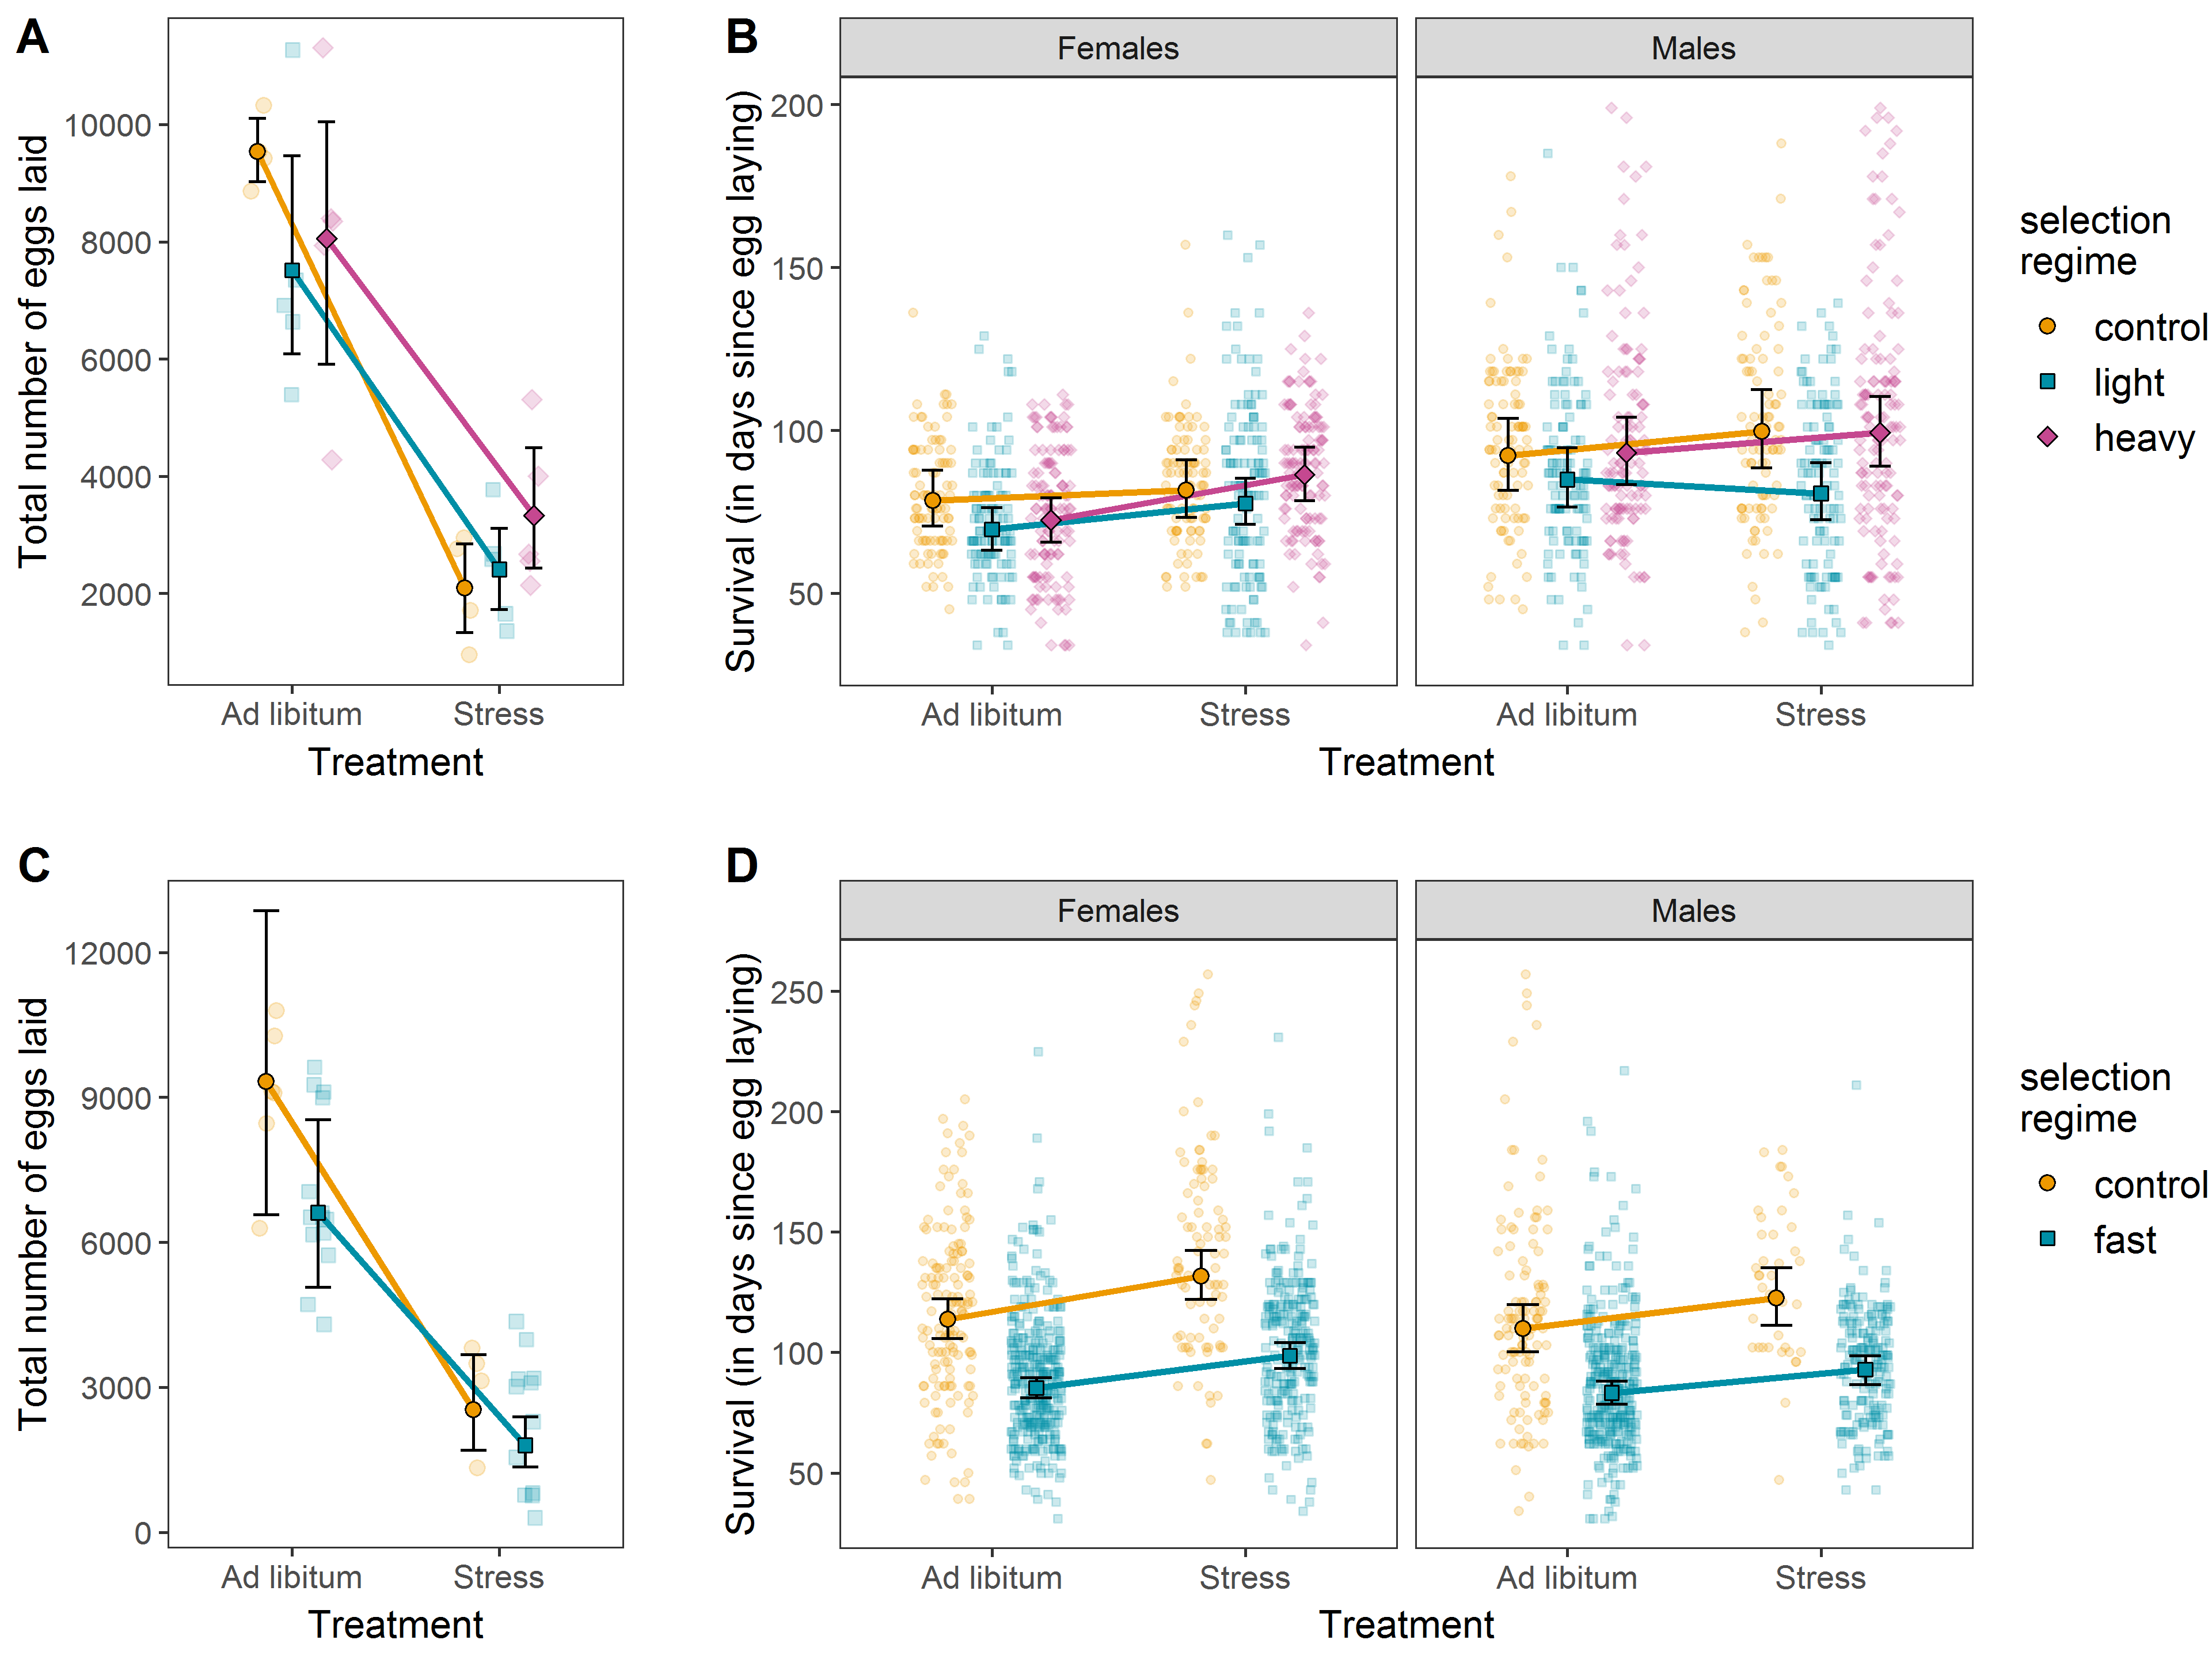 A
Total number of eggs laid
10000
8000
6000
4000
2000
Ad libitum Stress
Treatment
B
Females Males
Survival (in days since egg laying)
200
150
100
50
Ad libitum Stress Ad libitum Stress
Treatment
selection
regime
control
light
heavy
C
Total number of eggs laid
12000
9000
6000
3000
0
Ad libitum Stress
Treatment
D
Females Males
Survival (in days since egg laying)
250
200
150
100
50
Ad libitum Stress Ad libitum Stress
Treatment
selection
regime
control
fast